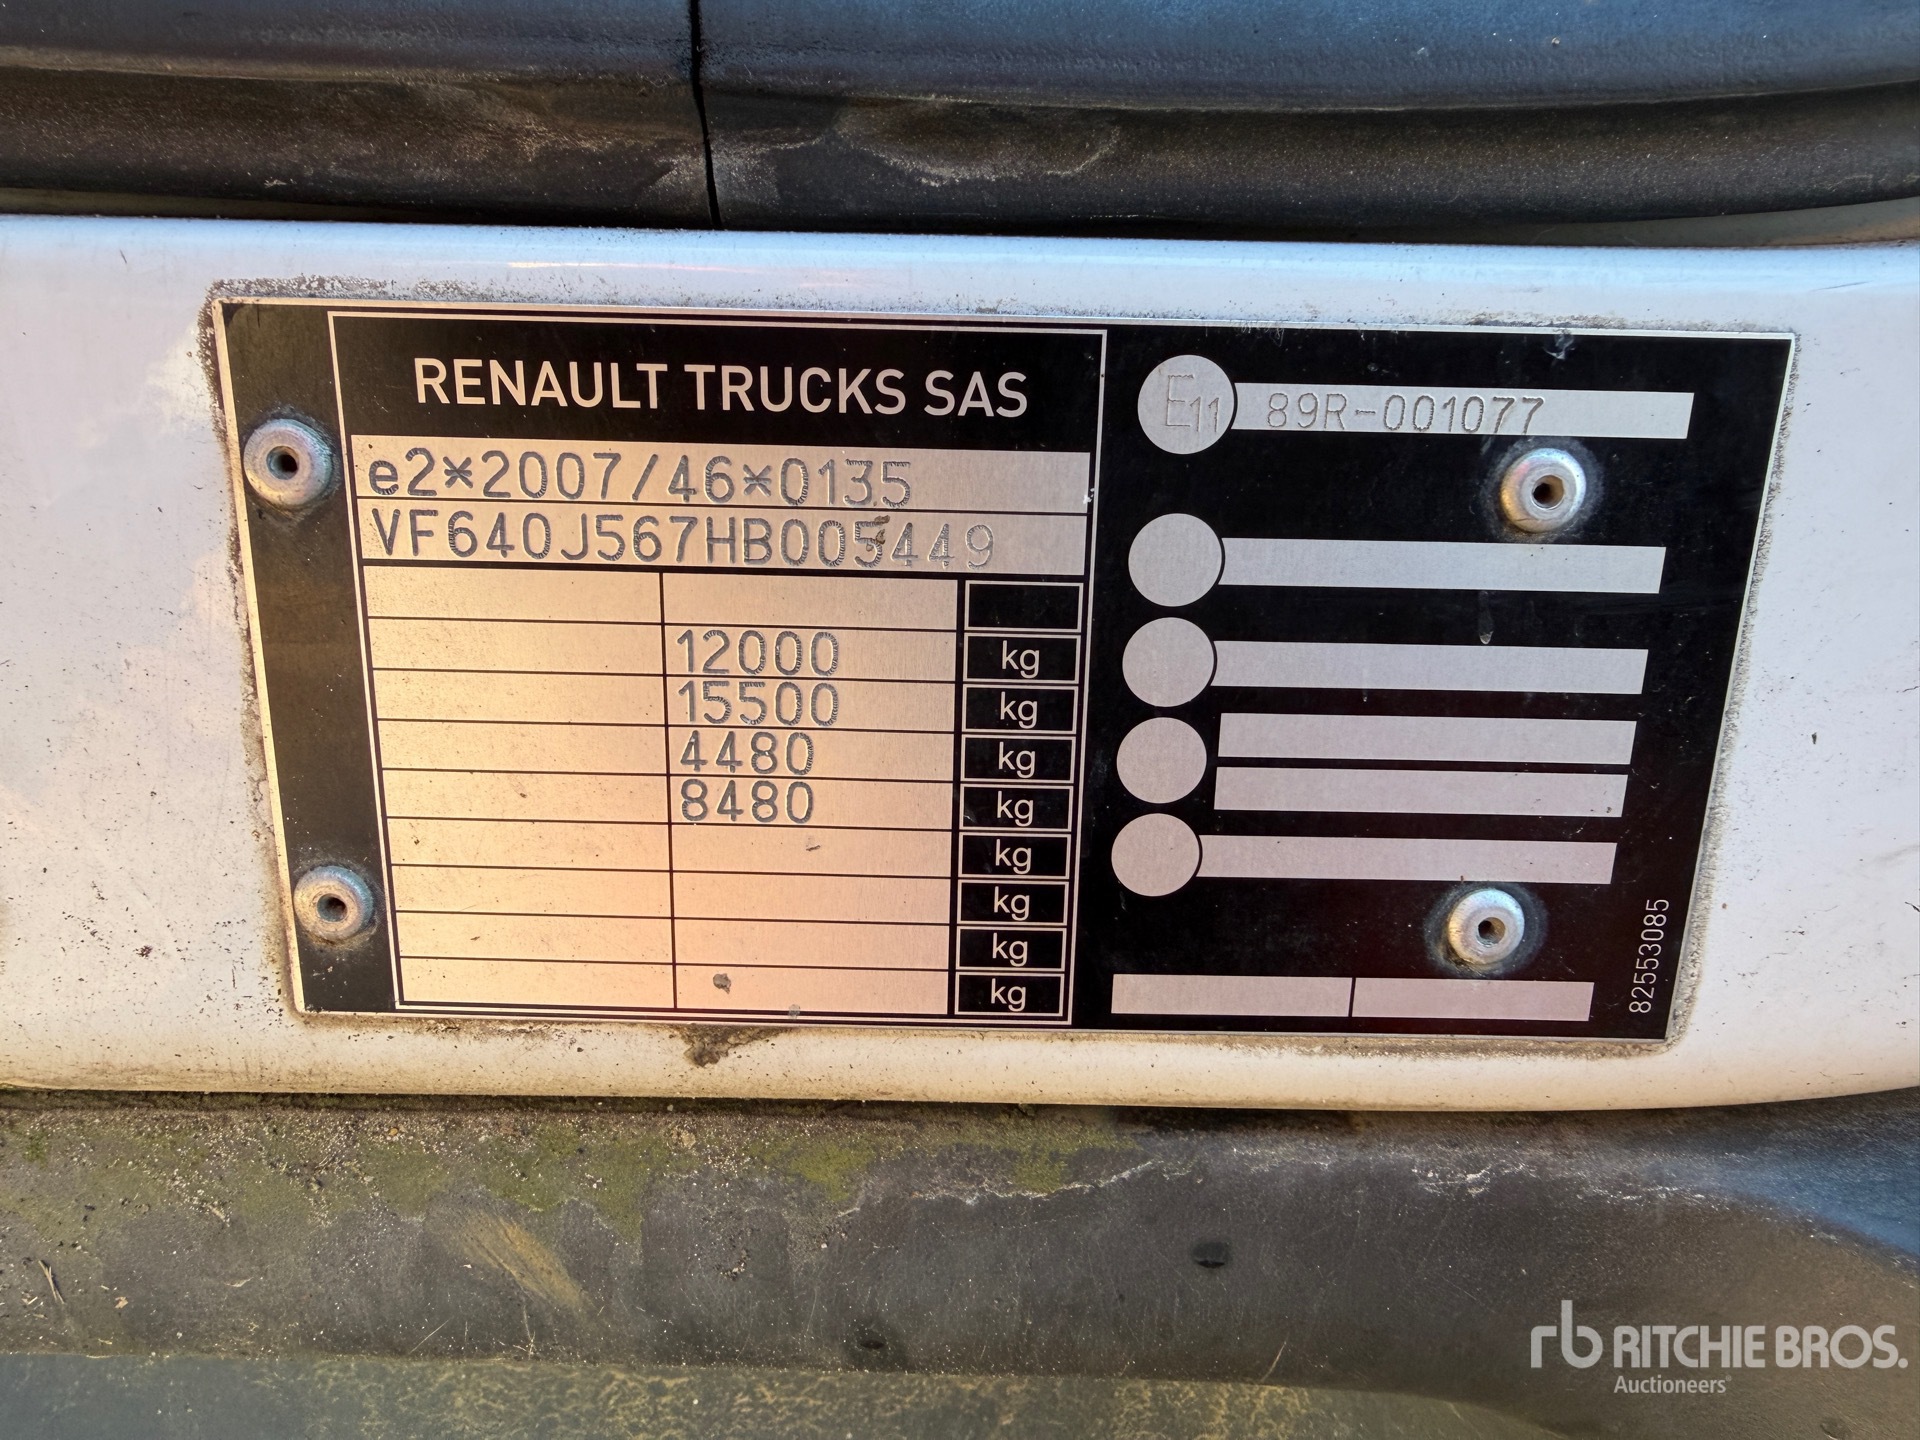 RENAULT TRUCKS SAS
e2*2007/46*0135
VF640J567HB005449
12000 kg
15500 kg
4480 kg
8480 kg
kg
kg
kg
kg
E11 89R-001077
82553085
rb RITCHIE BROS.
Auctioneers